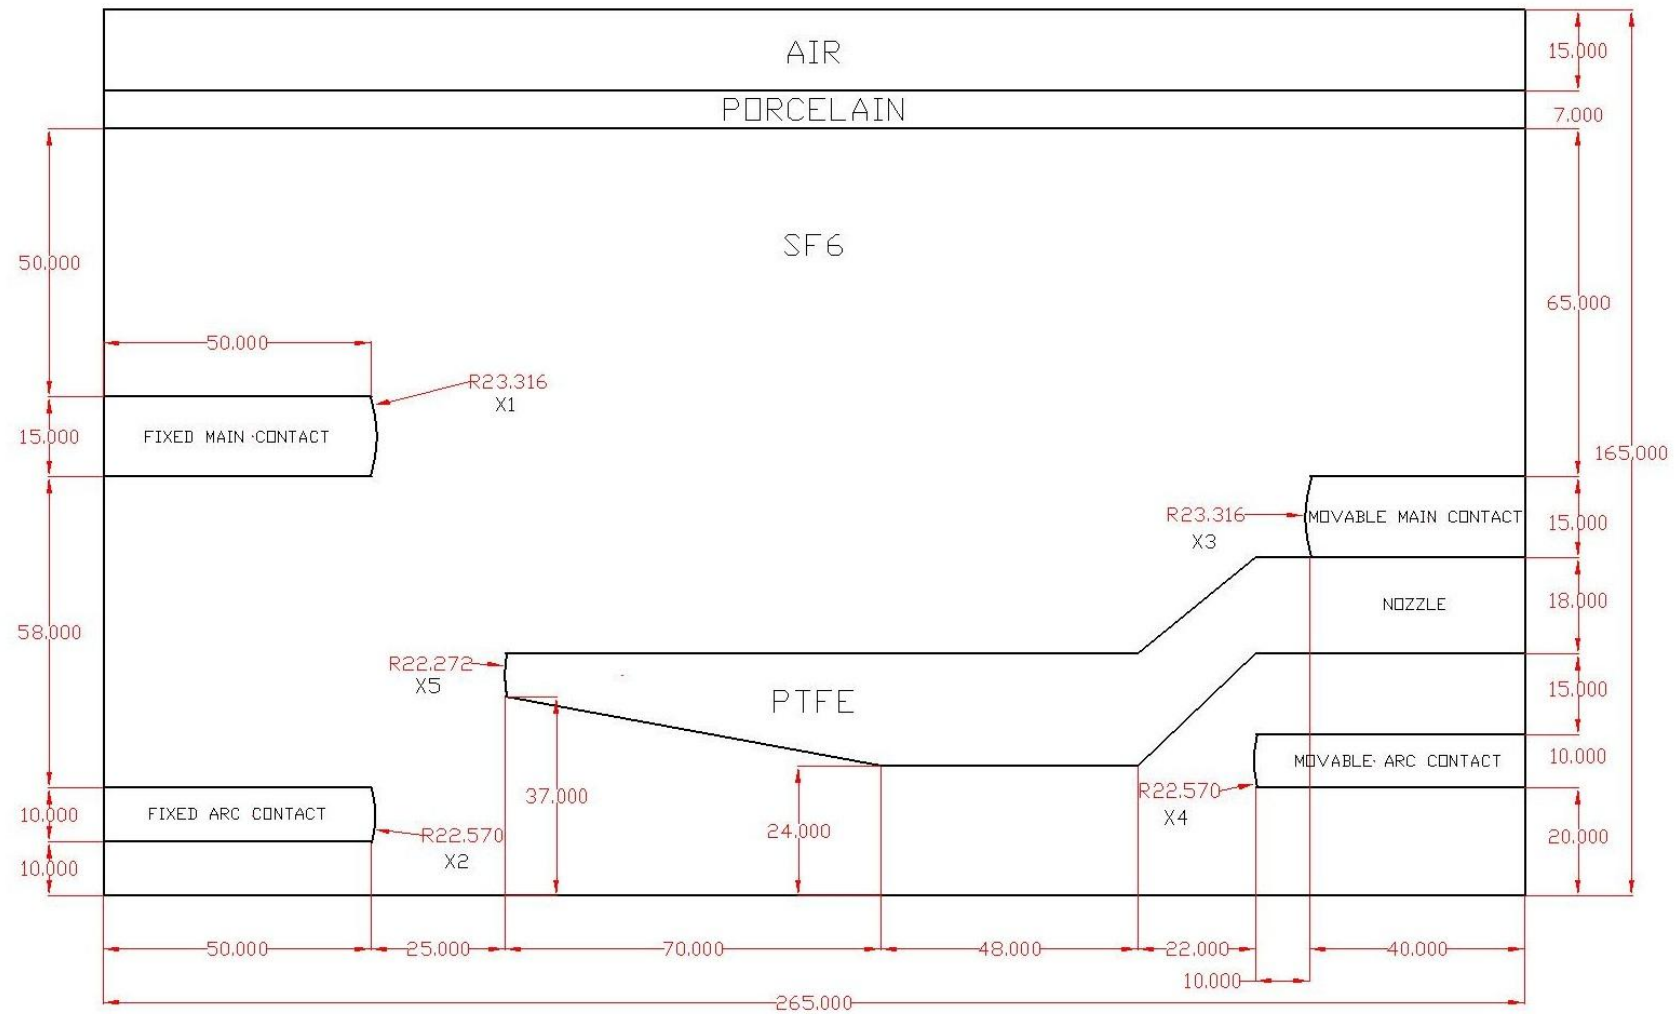 AIR
15.000
PORCELAIN
7.000
SF6
50.000
65.000
50.000
R23.316
X1
15.000
FIXED MAIN CONTACT
165.000
R23.316
X3
MOVABLE MAIN CONTACT
15.000
NOZZLE
18.000
58.000
R22.272
X5
PTFE
15.000
MOVABLE ARC CONTACT
10.000
R22.570
X4
37.000
24.000
10.000
FIXED ARC CONTACT
R22.570
X2
20.000
10.000
50.000
25.000
70.000
48.000
22.000
40.000
10.000
265.000